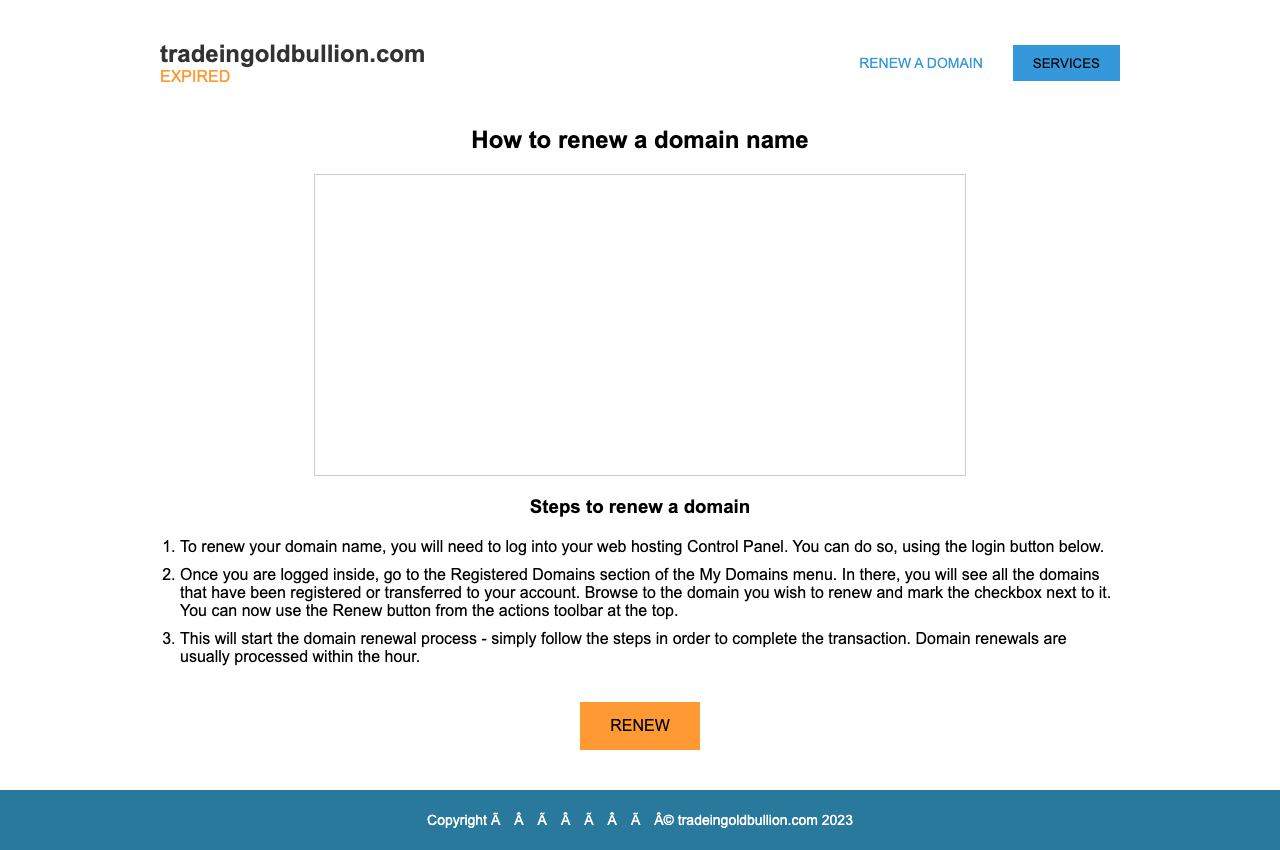 tradeingoldbullion.com
EXPIRED
RENEW A DOMAIN
SERVICES
How to renew a domain name
Steps to renew a domain
1. To renew your domain name, you will need to log into your web hosting Control Panel. You can do so, using the login button below.
2. Once you are logged inside, go to the Registered Domains section of the My Domains menu. In there, you will see all the domains
that have been registered or transferred to your account. Browse to the domain you wish to renew and mark the checkbox next to it.
You can now use the Renew button from the actions toolbar at the top.
3. This will start the domain renewal process - simply follow the steps in order to complete the transaction. Domain renewals are
usually processed within the hour.
RENEW
Copyright Ã Â Ã Â Ã Â Ã Â© tradeingoldbullion.com 2023